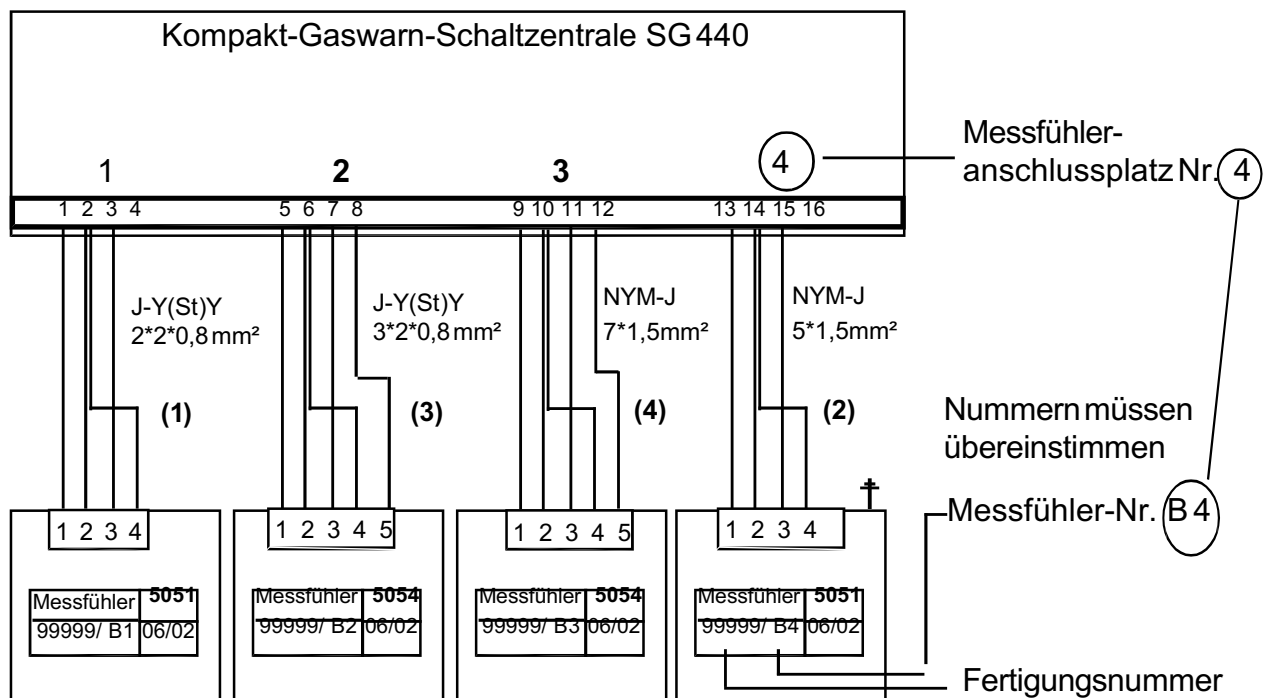 Kompakt-Gaswarn-Schaltzentrale SG 440
Messfühler-
anschlussplatz Nr. 4
1 2 3 4
1 2 3 4 5 6 7 8 9 10 11 12 13 14 15 16
J-Y(St)Y
2*2*0,8 mm²
J-Y(St)Y
3*2*0,8 mm²
NYM-J
7*1,5mm²
NYM-J
5*1,5mm²
(1) (3) (4) (2)
Nummern müssen
übereinstimmen
Messfühler-Nr. B 4
1 2 3 4 1 2 3 4 5 1 2 3 4 5 1 2 3 4
Messfühler 5051
99999/ B1 06/02
Messfühler 5054
99999/ B2 06/02
Messfühler 5054
99999/ B3 06/02
Messfühler 5051
99999/ B4 06/02
Fertigungsnummer